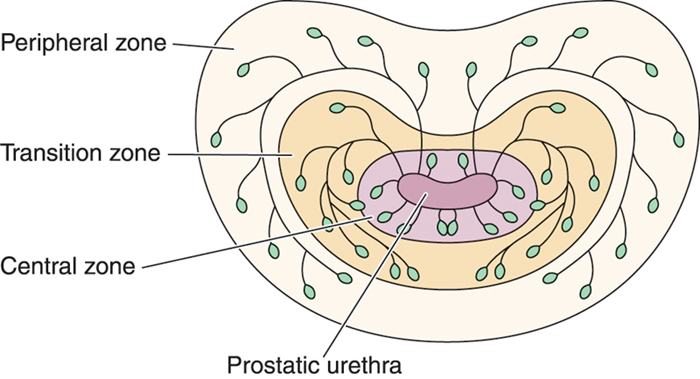 Peripheral zone
Transition zone
Central zone
Prostatic urethra